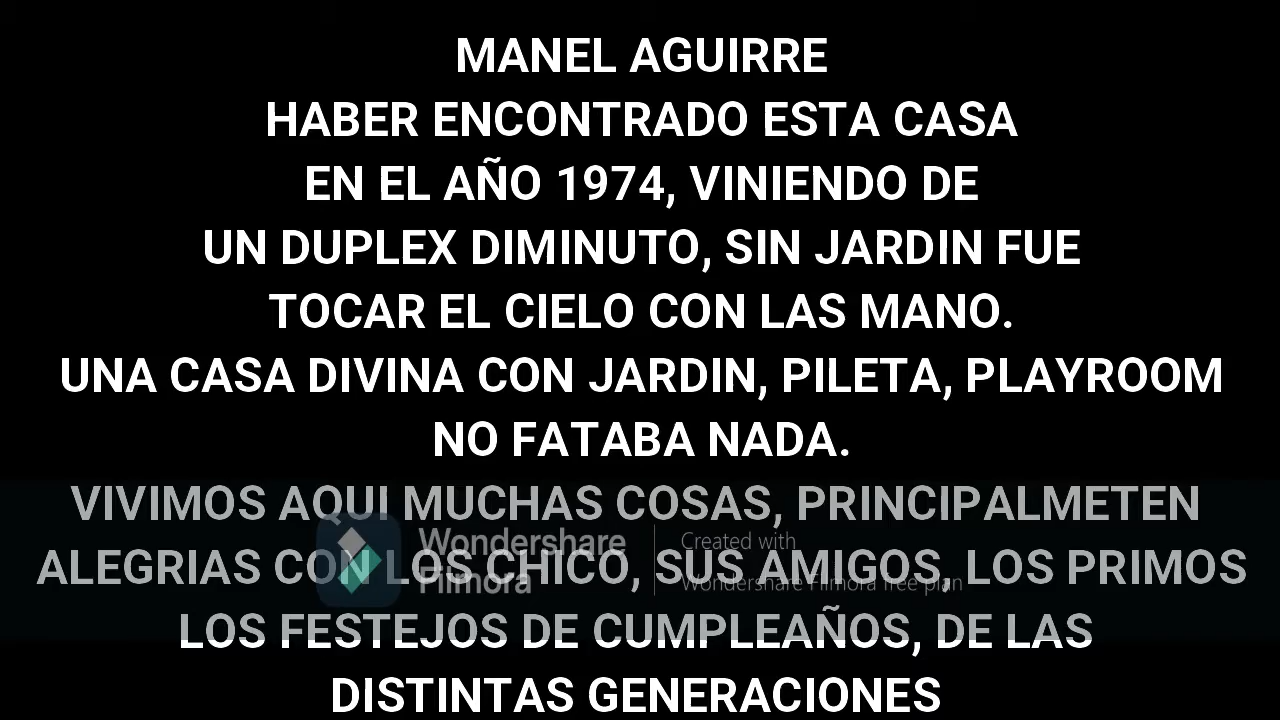 MANEL AGUIRRE
HABER ENCONTRADO ESTA CASA
EN EL AÑO 1974, VINIENDO DE
UN DUPLEX DIMINUTO, SIN JARDIN FUE
TOCAR EL CIELO CON LAS MANO.
UNA CASA DIVINA CON JARDIN, PILETA, PLAYROOM
NO FATABA NADA.
VIVIMOS AQUI MUCHAS COSAS, PRINCIPALMETEN
Wondershare
Filmora
Created with
Wondershare Filmora free plan
ALEGRIAS CON LOS CHICO, SUS AMIGOS, LOS PRIMOS
LOS FESTEJOS DE CUMPLEAÑOS, DE LAS
DISTINTAS GENERACIONES